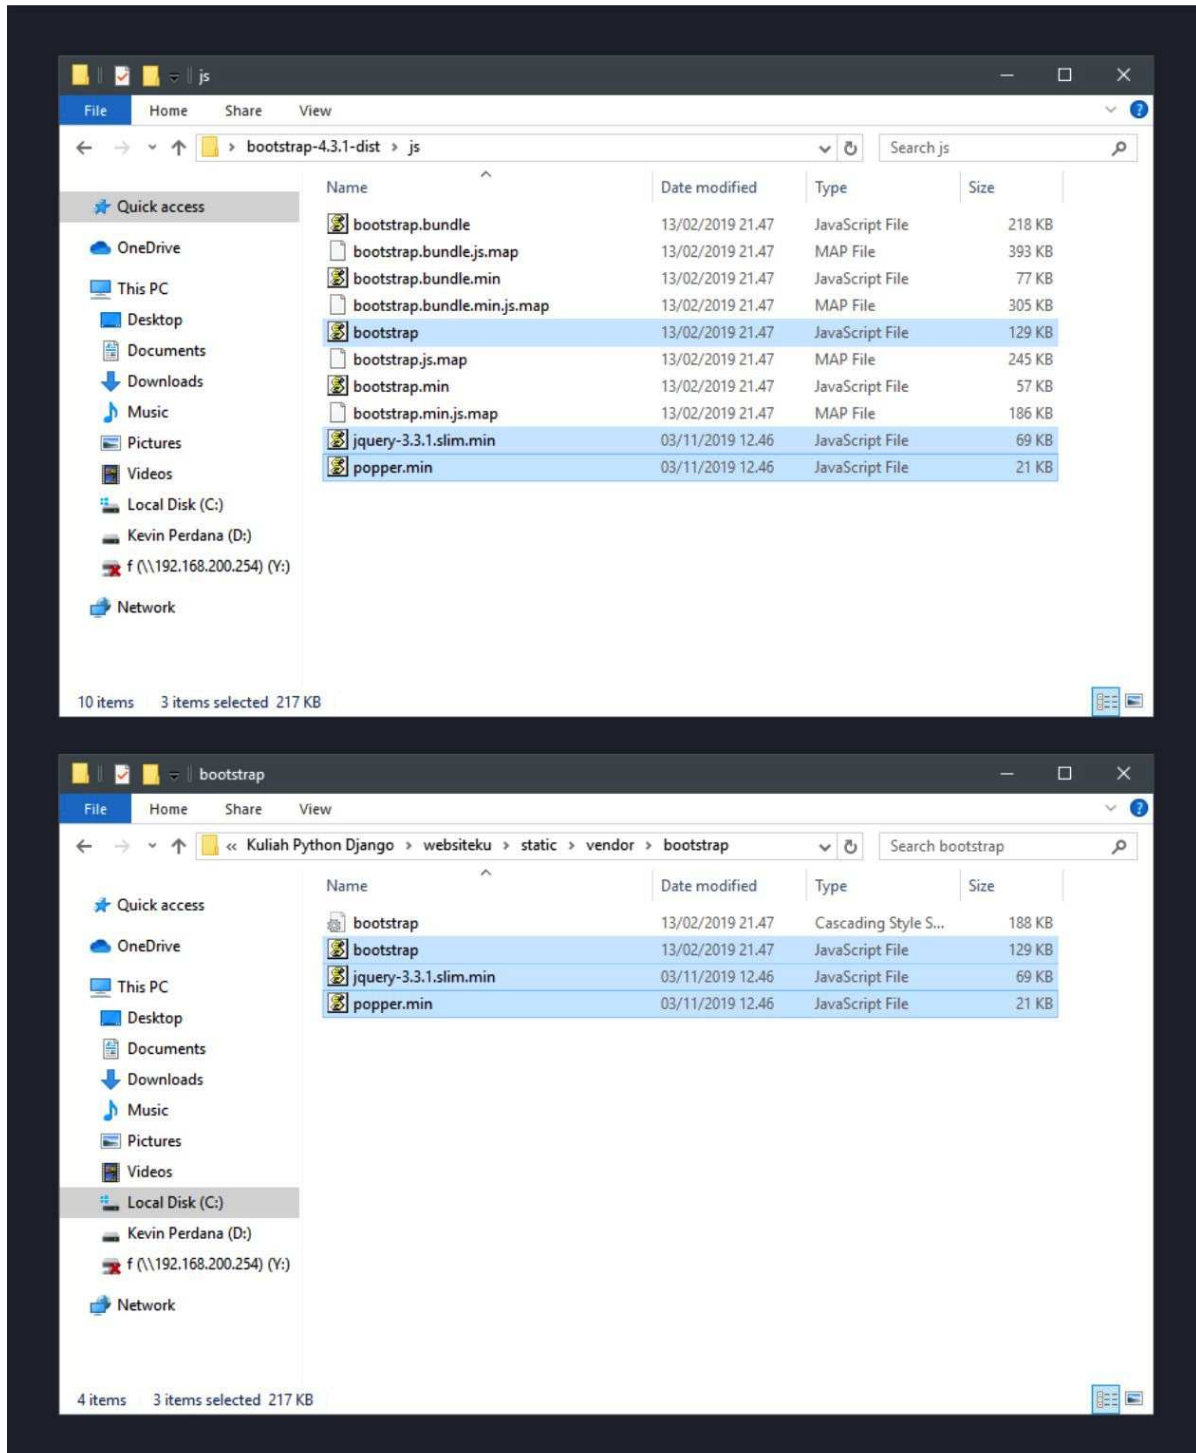 js
File Home Share View
bootstrap-4.3.1-dist › js Search js
Name Date modified Type Size
Quick access
OneDrive
This PC
Desktop
Documents
Downloads
Music
Pictures
Videos
Local Disk (C:)
Kevin Perdana (D:)
f (\\192.168.200.254) (Y:)
Network
bootstrap.bundle 13/02/2019 21.47 JavaScript File 218 KB
bootstrap.bundle.js.map 13/02/2019 21.47 MAP File 393 KB
bootstrap.bundle.min 13/02/2019 21.47 JavaScript File 77 KB
bootstrap.bundle.min.js.map 13/02/2019 21.47 MAP File 305 KB
bootstrap 13/02/2019 21.47 JavaScript File 129 KB
bootstrap.js.map 13/02/2019 21.47 MAP File 245 KB
bootstrap.min 13/02/2019 21.47 JavaScript File 57 KB
bootstrap.min.js.map 13/02/2019 21.47 MAP File 186 KB
jquery-3.3.1.slim.min 03/11/2019 12.46 JavaScript File 69 KB
popper.min 03/11/2019 12.46 JavaScript File 21 KB
10 items 3 items selected 217 KB
bootstrap
File Home Share View
« Kuliah Python Django › websiteku › static › vendor › bootstrap Search bootstrap
Name Date modified Type Size
Quick access
OneDrive
This PC
Desktop
Documents
Downloads
Music
Pictures
Videos
Local Disk (C:)
Kevin Perdana (D:)
f (\\192.168.200.254) (Y:)
Network
bootstrap 13/02/2019 21.47 Cascading Style S... 188 KB
bootstrap 13/02/2019 21.47 JavaScript File 129 KB
jquery-3.3.1.slim.min 03/11/2019 12.46 JavaScript File 69 KB
popper.min 03/11/2019 12.46 JavaScript File 21 KB
4 items 3 items selected 217 KB